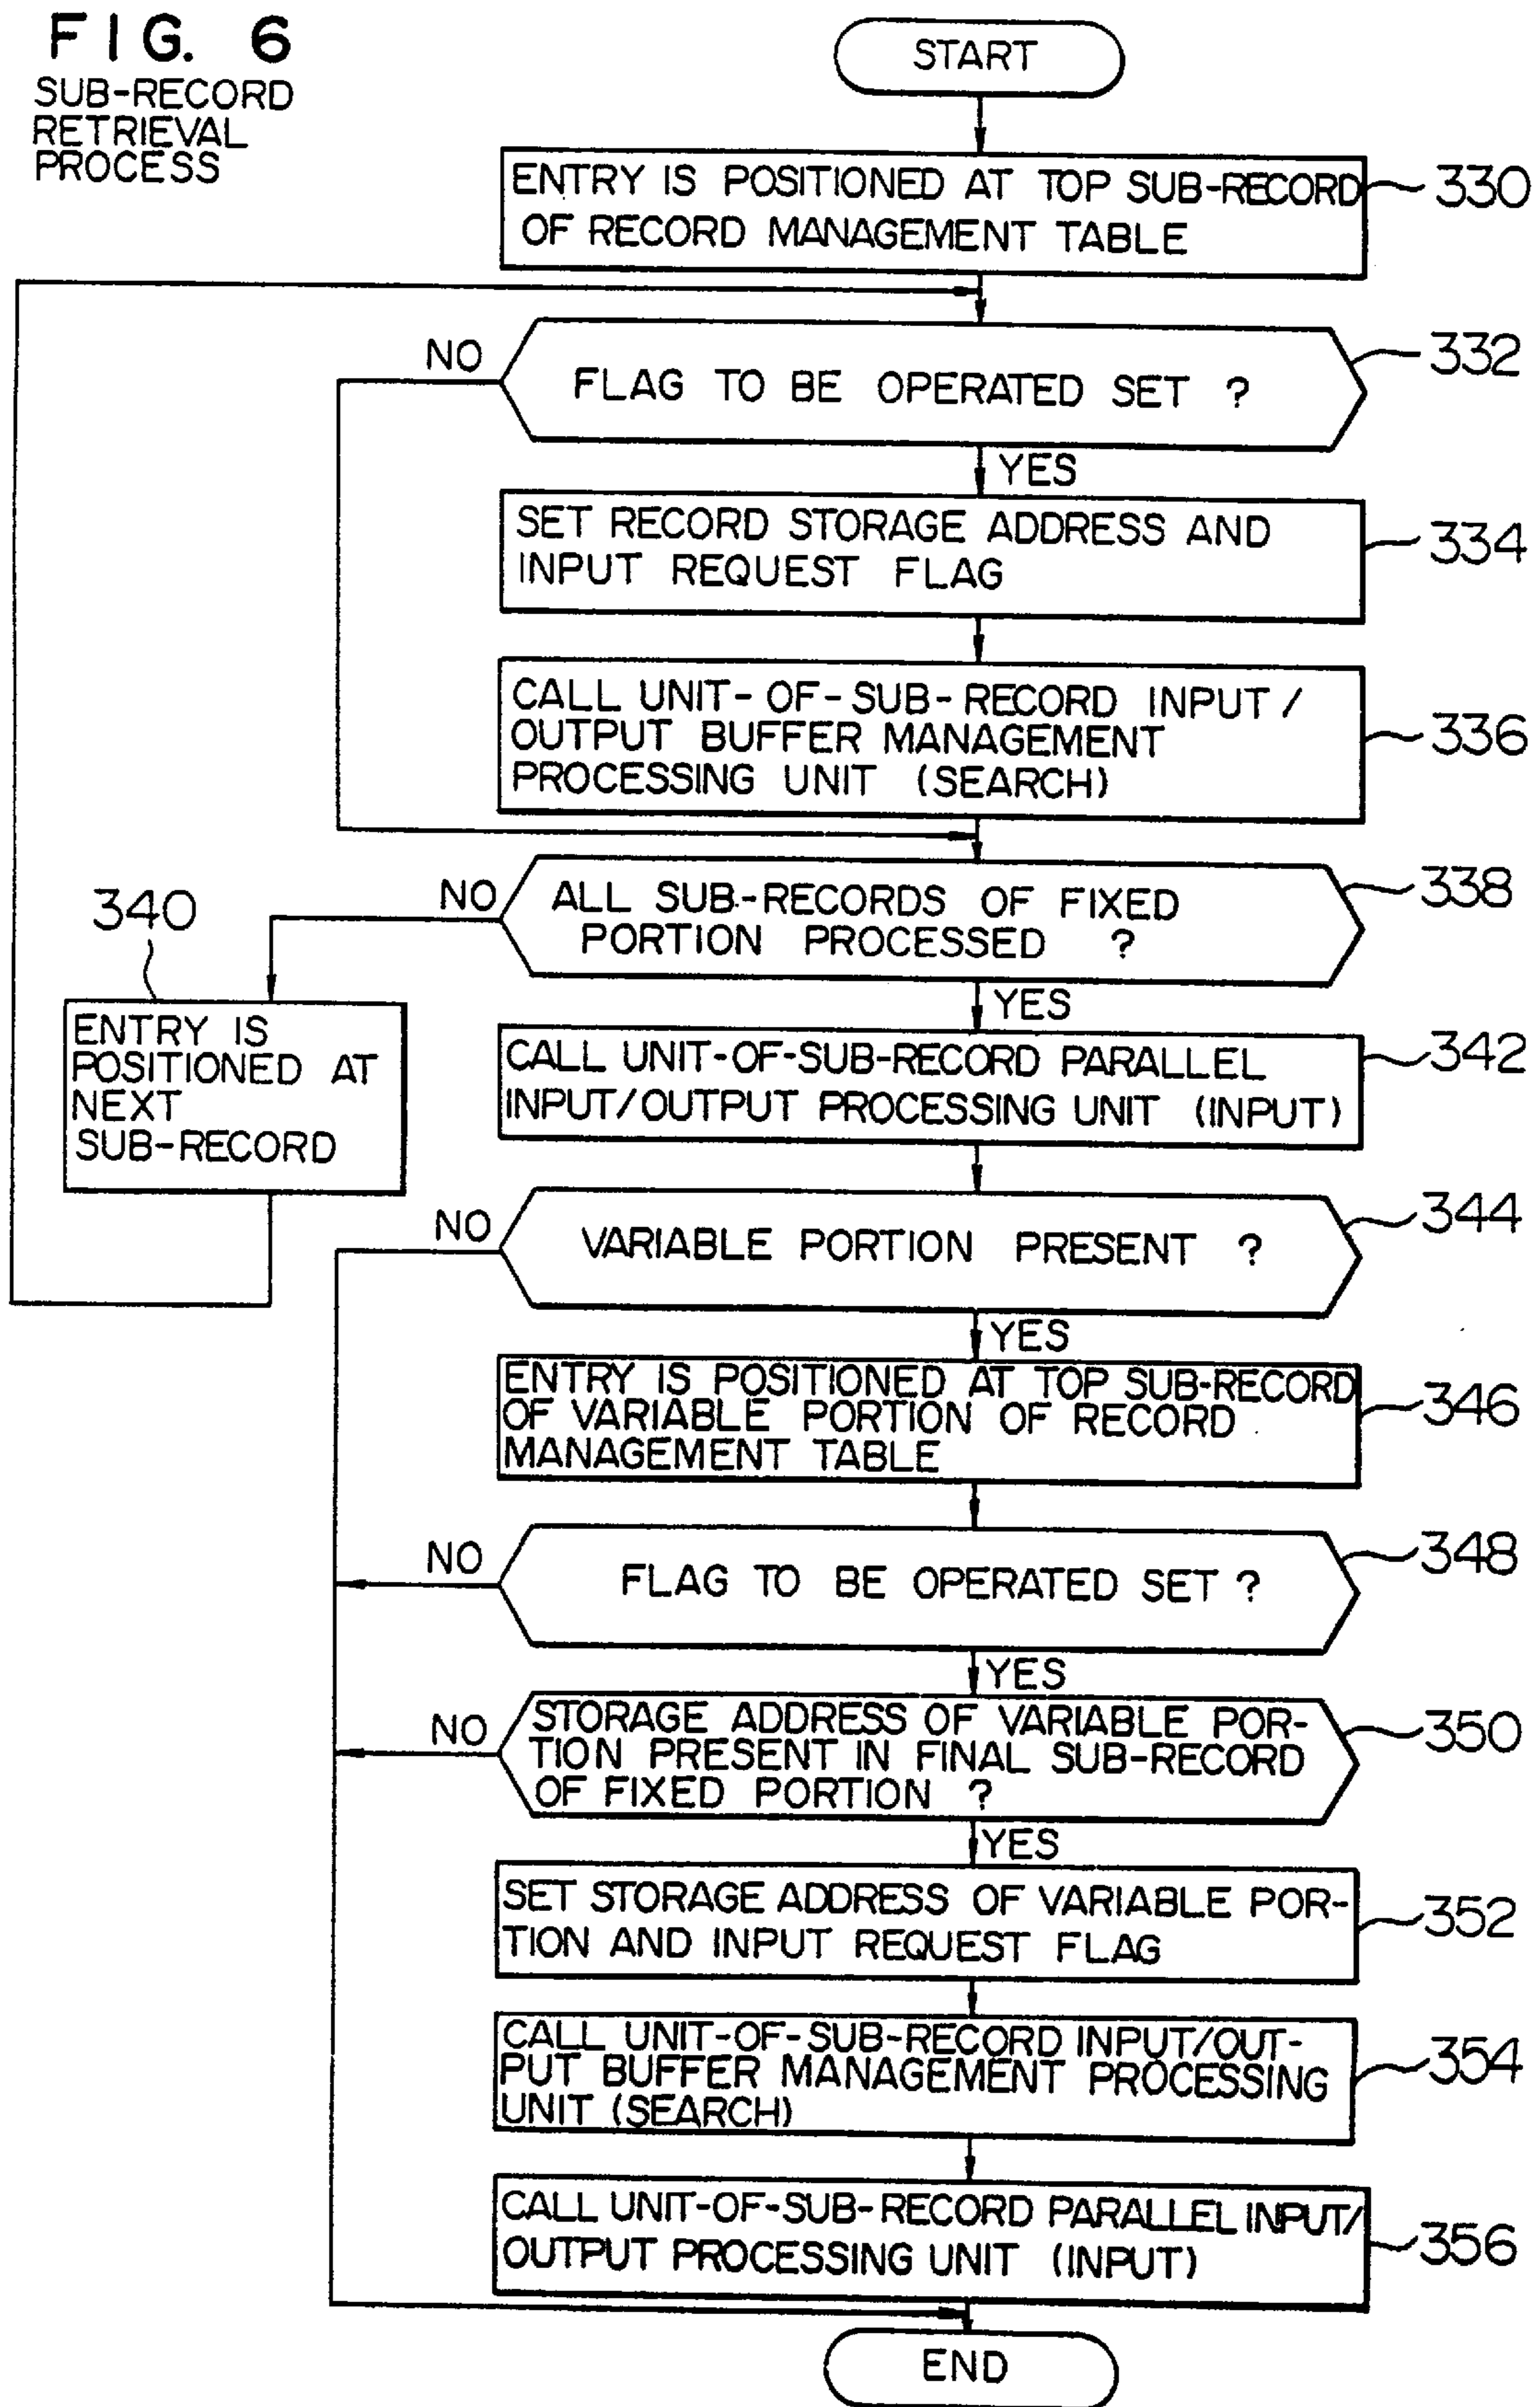 FIG. 6
SUB-RECORD
RETRIEVAL
PROCESS
START
ENTRY IS POSITIONED AT TOP SUB-RECORD
OF RECORD MANAGEMENT TABLE
330
NO
FLAG TO BE OPERATED SET ?
332
YES
SET RECORD STORAGE ADDRESS AND
INPUT REQUEST FLAG
334
CALL UNIT-OF-SUB-RECORD INPUT/
OUTPUT BUFFER MANAGEMENT
PROCESSING UNIT (SEARCH)
336
NO
ALL SUB-RECORDS OF FIXED
PORTION PROCESSED ?
338
340
ENTRY IS
POSITIONED AT
NEXT
SUB-RECORD
YES
CALL UNIT-OF-SUB-RECORD PARALLEL
INPUT/OUTPUT PROCESSING UNIT (INPUT)
342
NO
VARIABLE PORTION PRESENT ?
344
YES
ENTRY IS POSITIONED AT TOP SUB-RECORD
OF VARIABLE PORTION OF RECORD
MANAGEMENT TABLE
346
NO
FLAG TO BE OPERATED SET ?
348
YES
NO
STORAGE ADDRESS OF VARIABLE POR-
TION PRESENT IN FINAL SUB-RECORD
OF FIXED PORTION ?
350
YES
SET STORAGE ADDRESS OF VARIABLE POR-
TION AND INPUT REQUEST FLAG
352
CALL UNIT-OF-SUB-RECORD INPUT/OUT-
PUT BUFFER MANAGEMENT PROCESSING
UNIT (SEARCH)
354
CALL UNIT-OF-SUB-RECORD PARALLEL INPUT/
OUTPUT PROCESSING UNIT (INPUT)
356
END